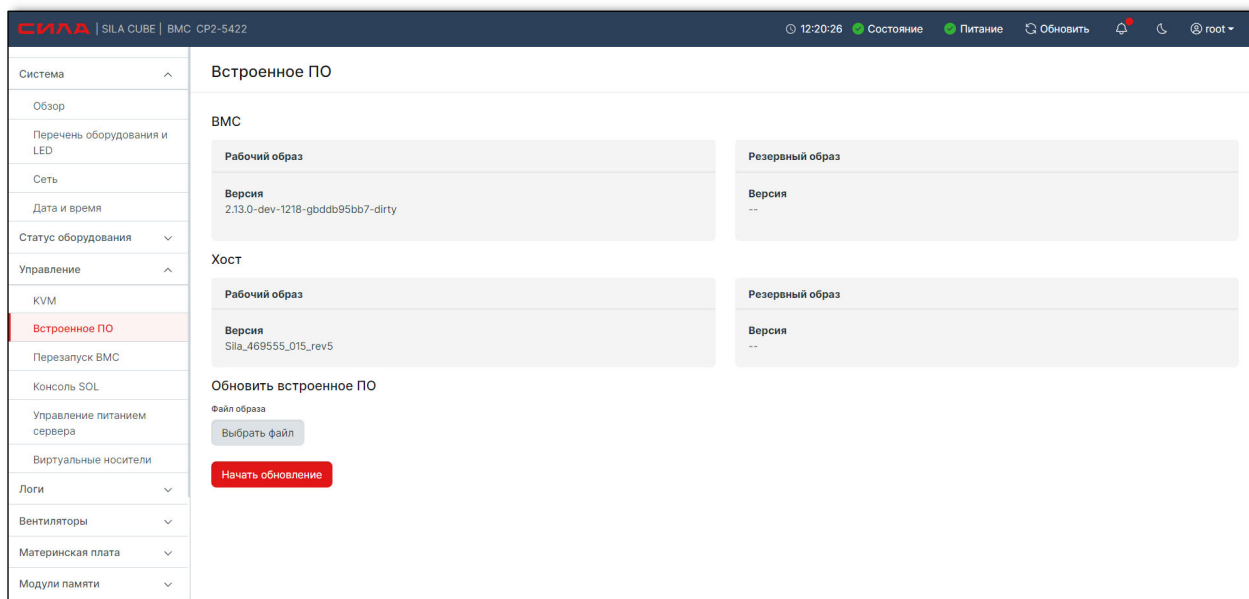 СИЛА | SILA CUBE | BMC CP2-5422
12:20:26 Состояние Питание Обновить root
Система
Обзор
Перечень оборудования и
LED
Сеть
Дата и время
Статус оборудования
Управление
KVM
Встроенное ПО
Перезапуск BMC
Консоль SOL
Управление питанием
сервера
Виртуальные носители
Логи
Вентиляторы
Материнская плата
Модули памяти
Встроенное ПО
BMC
Рабочий образ
Версия
2.13.0-dev-1218-gbddb95bb7-dirty
Резервный образ
Версия
--
Хост
Рабочий образ
Версия
Sila_469555_015_rev5
Резервный образ
Версия
--
Обновить встроенное ПО
Файл образа
Выбрать файл
Начать обновление